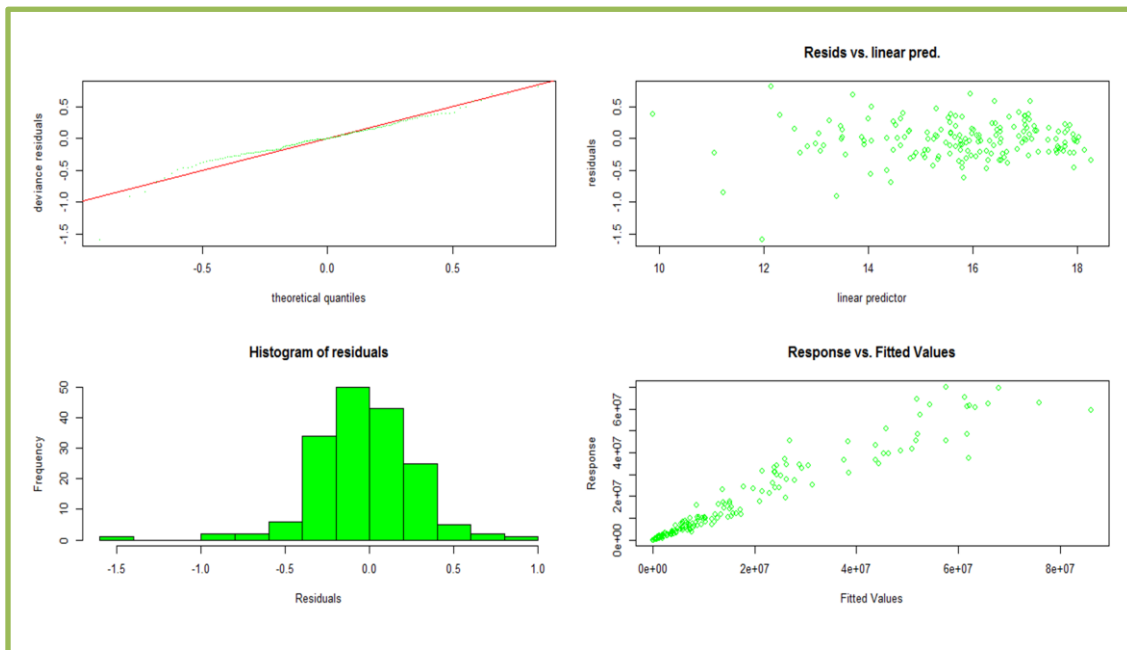 deviance residuals
0.5
0.0
-0.5
-1.0
-1.5
-0.5 0.0 0.5
theoretical quantiles
Resids vs. linear pred.
residuals
0.5
0.0
-0.5
-1.0
-1.5
10 12 14 16 18
linear predictor
Histogram of residuals
Frequency
50
40
30
20
10
0
-1.5 -1.0 -0.5 0.0 0.5 1.0
Residuals
Response vs. Fitted Values
Response
6e+07
4e+07
2e+07
0e+00
0e+00 2e+07 4e+07 6e+07 8e+07
Fitted Values